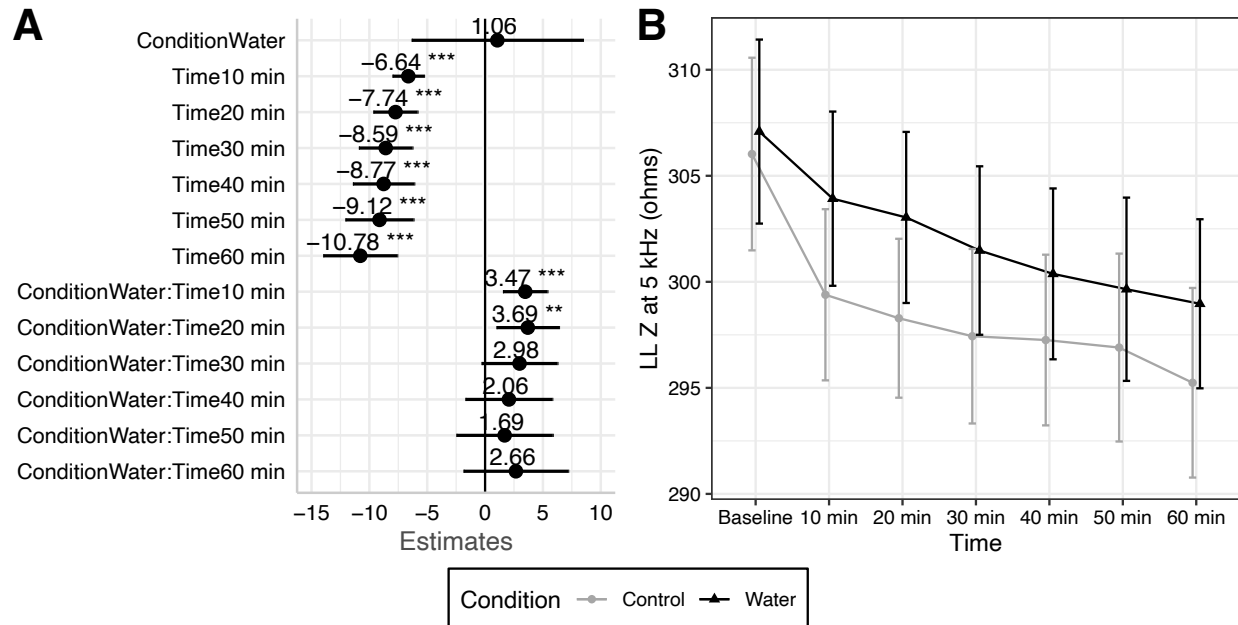 A
ConditionWater
1.06
Time10 min
−6.64 ***
Time20 min
−7.74 ***
Time30 min
−8.59 ***
Time40 min
−8.77 ***
Time50 min
−9.12 ***
Time60 min
−10.78 ***
ConditionWater:Time10 min
3.47 ***
ConditionWater:Time20 min
3.69 **
ConditionWater:Time30 min
2.98
ConditionWater:Time40 min
2.06
ConditionWater:Time50 min
1.69
ConditionWater:Time60 min
2.66
−15 −10 −5 0 5 10
Estimates
B
LL Z at 5 kHz (ohms)
310
305
300
295
290
Baseline 10 min 20 min 30 min 40 min 50 min 60 min
Time
Condition Control Water